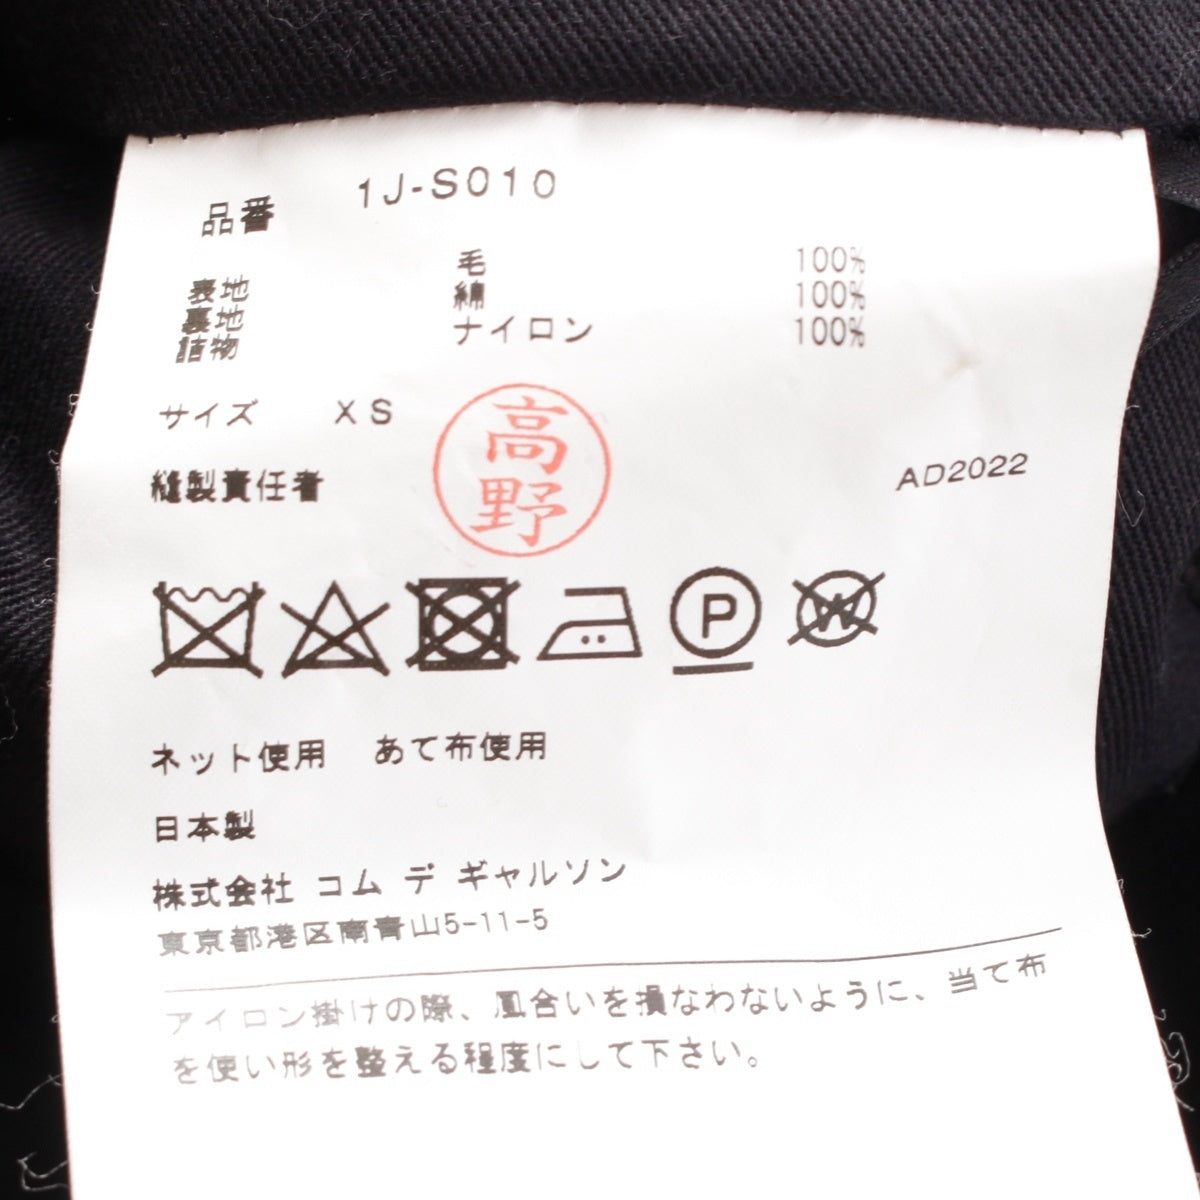 品番 1J-S010
表地 毛 100%
裏地 綿 100%
詰物 ナイロン 100%
サイズ XS
縫製責任者 高野
AD2022
P
W
ネット使用 あて布使用
日本製
株式会社 コム デ ギャルソン
東京都港区南青山5-11-5
アイロン掛けの際、風合いを損なわないように、当て布
を使い形を整える程度にして下さい。